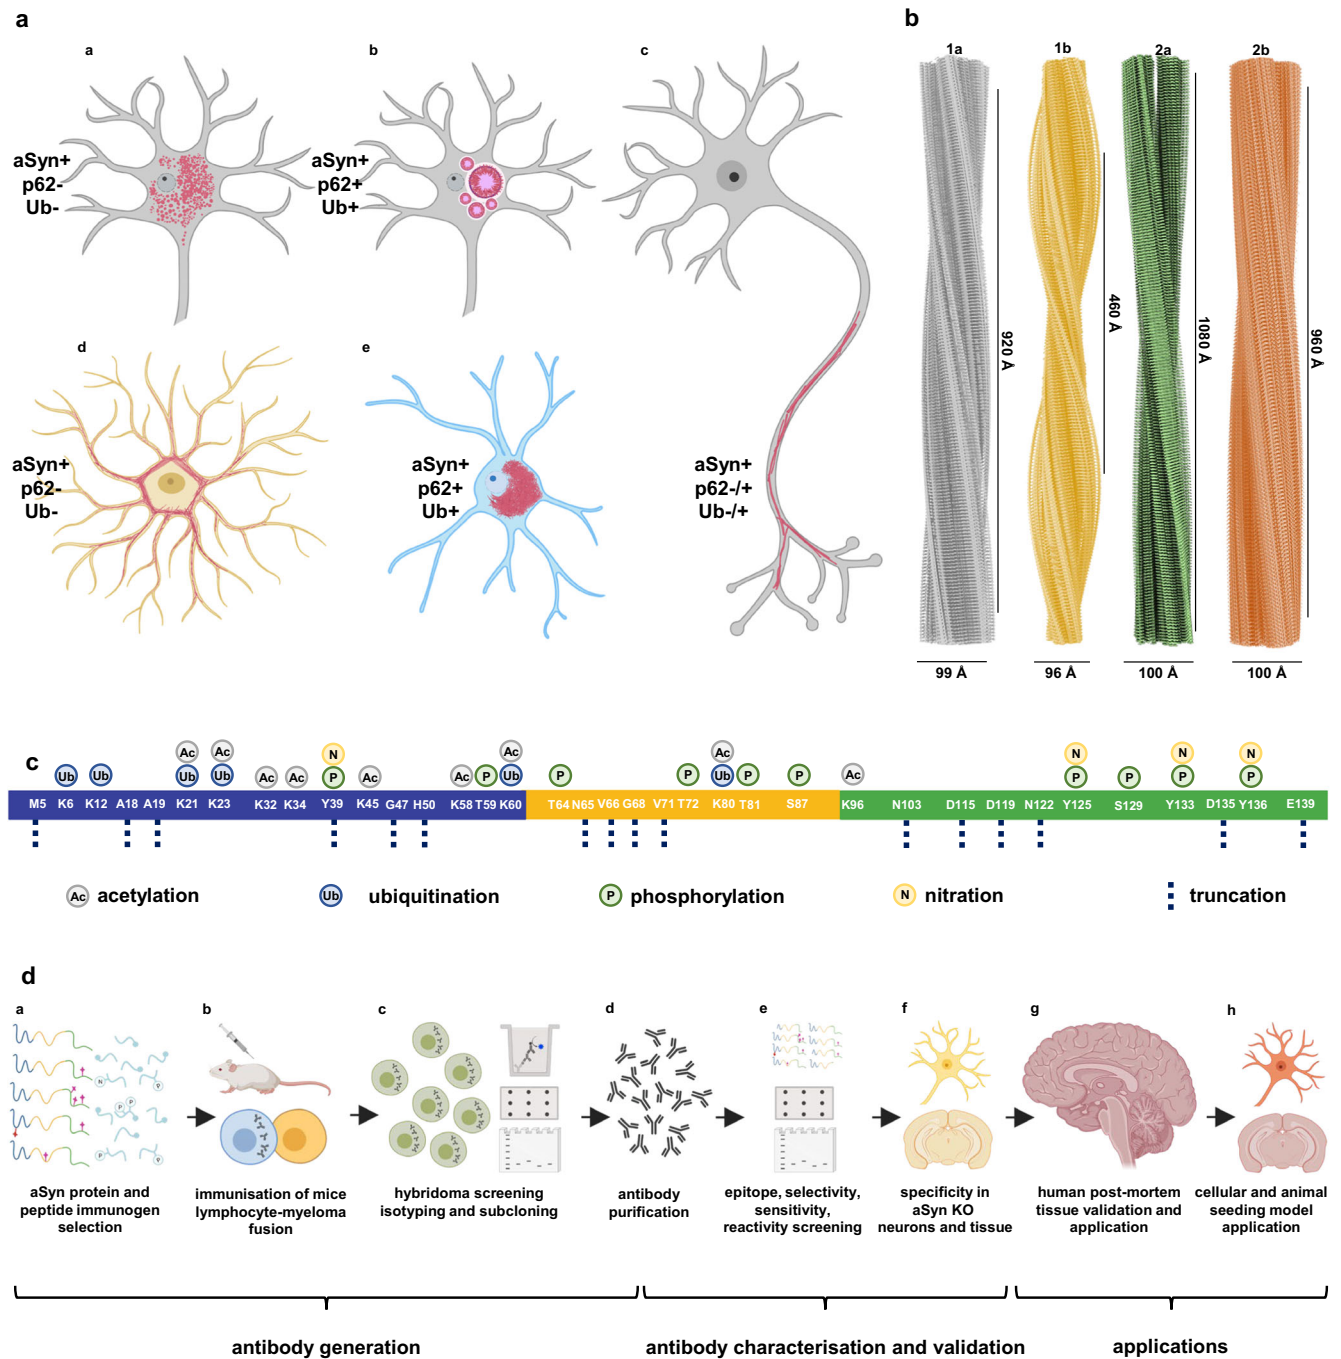 a
a
b
c
aSyn+
p62-
Ub-
aSyn+
p62+
Ub+
d
e
aSyn+
p62-
Ub-
aSyn+
p62+
Ub+
aSyn+
p62-/+
Ub-/+
b
1a
1b
2a
2b
920 Å
460 Å
1080 Å
960 Å
99 Å
96 Å
100 Å
100 Å
c
Ac Ac N Ac Ac N N N
Ub Ub Ub Ub Ac Ac P Ac Ac P Ub P P Ub P P Ac P P P P
M5 K6 K12 A18 A19 K21 K23 K32 K34 Y39 K45 G47 H50 K58 T59 K60 T64 N65 V66 G68 V71 T72 K80 T81 S87 K96 N103 D115 D119 N122 Y125 S129 Y133 D135 Y136 E139
Ac acetylation
Ub ubiquitination
P phosphorylation
N nitration
truncation
d
a
b
c
d
e
f
g
h
N
P
P P
P
P
aSyn protein and
peptide immunogen
selection
immunisation of mice
lymphocyte-myeloma
fusion
hybridoma screening
isotyping and subcloning
antibody
purification
epitope, selectivity,
sensitivity,
reactivity screening
specificity in
aSyn KO
neurons and tissue
human post-mortem
tissue validation and
application
cellular and animal
seeding model
application
antibody generation
antibody characterisation and validation
applications